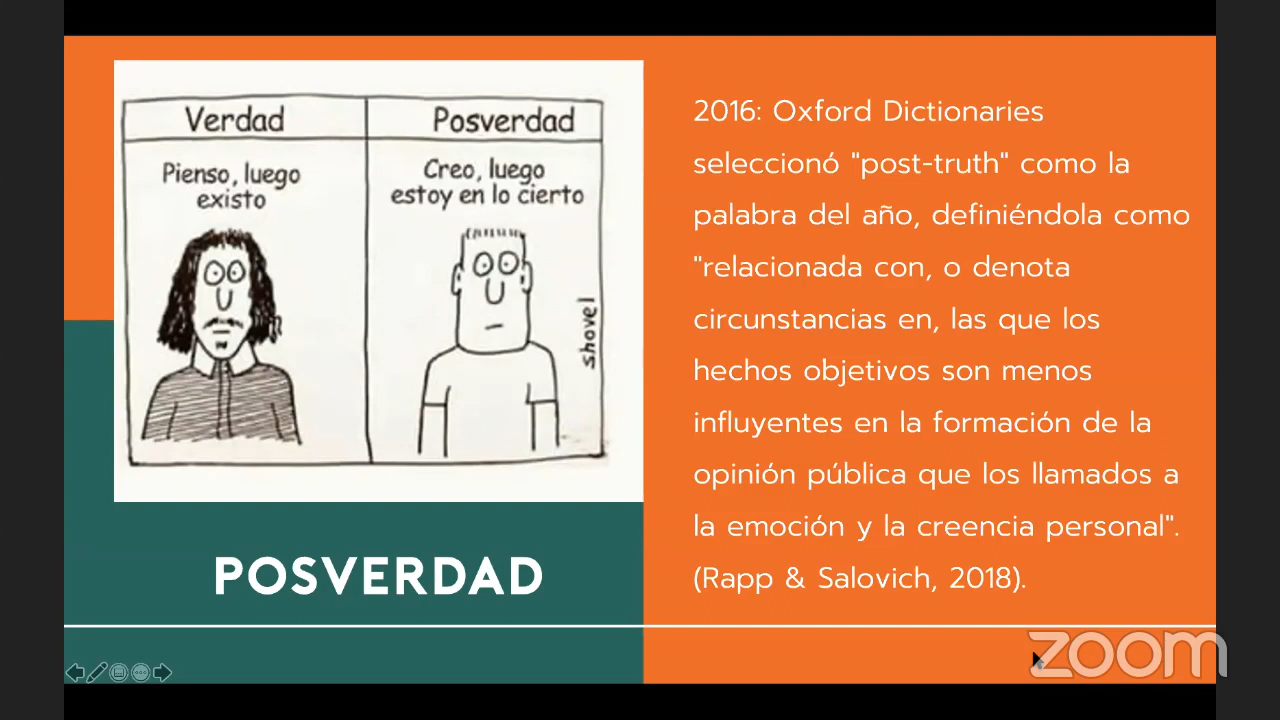 Verdad
Pienso, luego
existo
Posverdad
Creo, luego
estoy en lo cierto
shovel
POSVERDAD
2016: Oxford Dictionaries
seleccionó "post-truth" como la
palabra del año, definiéndola como
"relacionada con, o denota
circunstancias en, las que los
hechos objetivos son menos
influyentes en la formación de la
opinión pública que los llamados a
la emoción y la creencia personal".
(Rapp & Salovich, 2018).
zoom